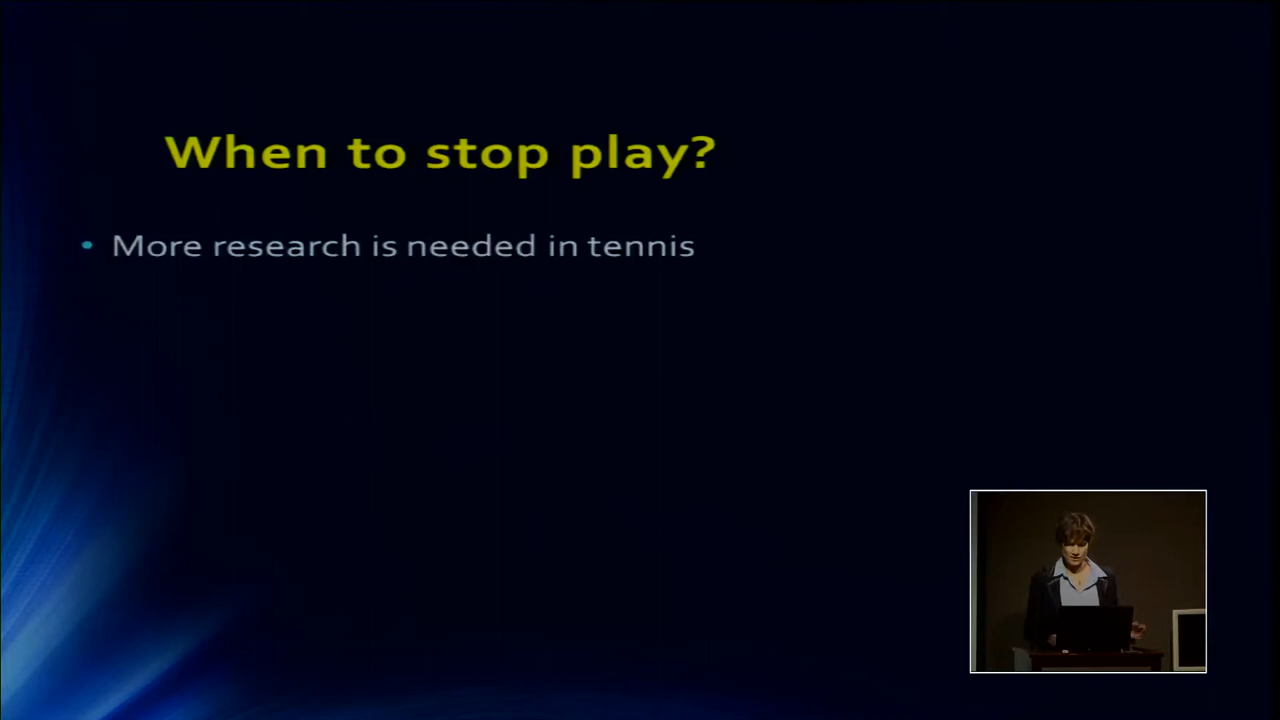 When to stop play?
• More research is needed in tennis